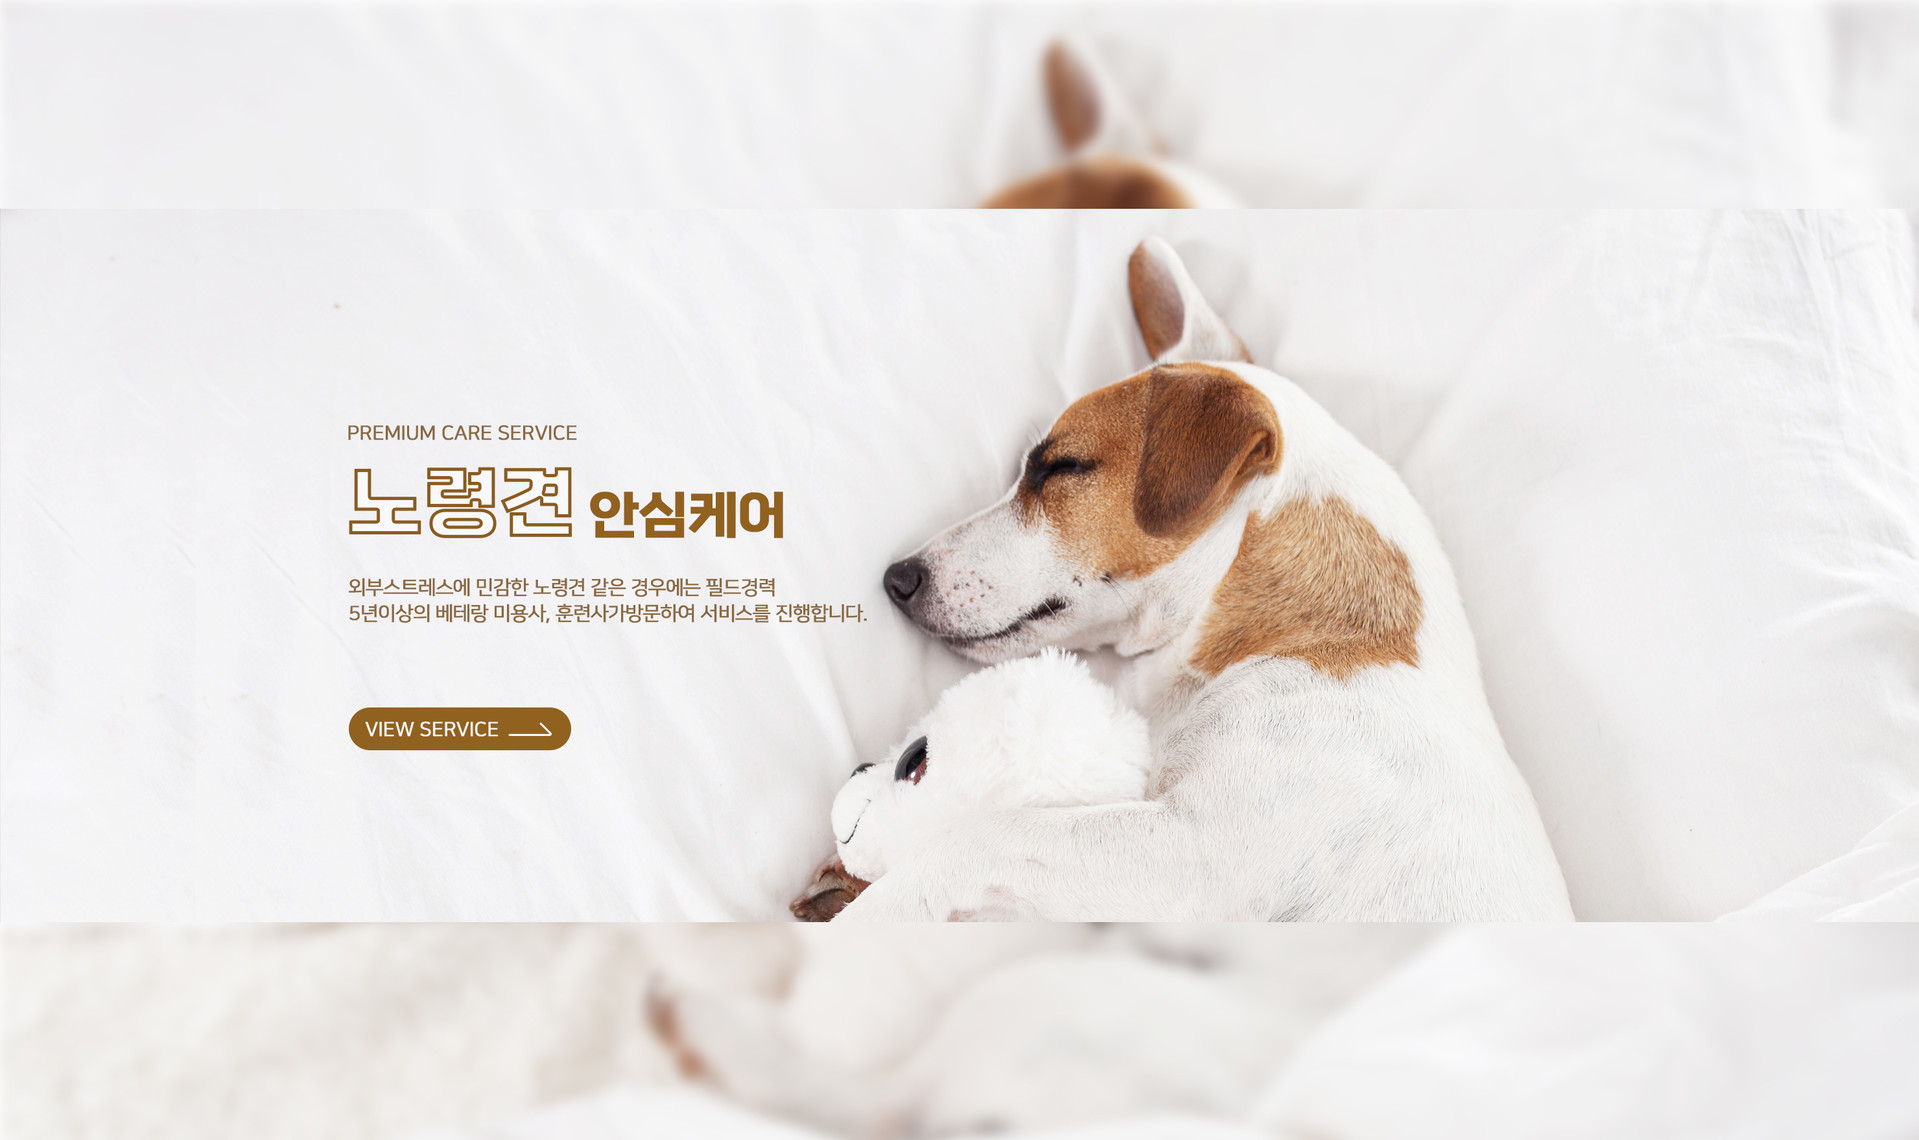 PREMIUM CARE SERVICE
노령견 안심케어
외부스트레스에 민감한 노령견 같은 경우에는 필드경력
5년이상의 베테랑 미용사, 훈련사가방문하여 서비스를 진행합니다.
VIEW SERVICE